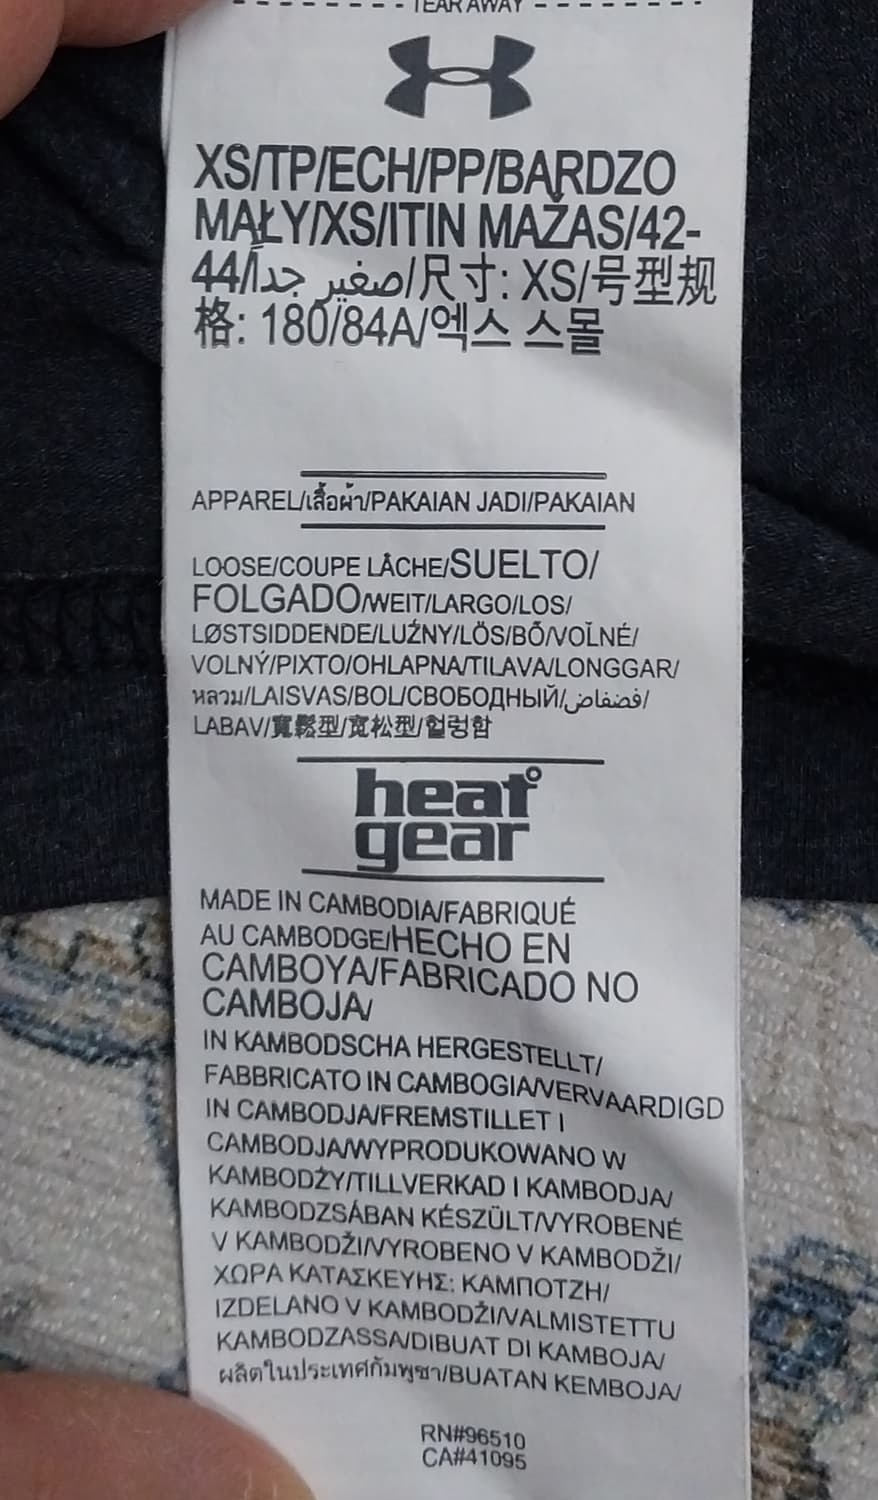 TEAR AWAY
XS/TP/ECH/PP/BARDZO
MAŁY/XS/ITIN MAŽAS/42-
44/صغير جداً/尺寸: XS/号型规
格: 180/84A/엑스 스몰
APPAREL/เสื้อผ้า/PAKAIAN JADI/PAKAIAN
LOOSE/COUPE LÂCHE/SUELTO/
FOLGADO/WEIT/LARGO/LOS/
LØSTSIDDENDE/LUŹNY/LÖS/BŐ/VOĽNÉ/
VOLNÝ/PIXTO/OHLAPNA/TILAVA/LONGGAR/
หลวม/LAISVAS/BOL/СВОБОДНЫЙ/فضفاض/
LABAV/寬鬆型/宽松型/헐렁함
heat
gear
MADE IN CAMBODIA/FABRIQUÉ
AU CAMBODGE/HECHO EN
CAMBOYA/FABRICADO NO
CAMBOJA/
IN KAMBODSCHA HERGESTELLT/
FABBRICATO IN CAMBOGIA/VERVAARDIGD
IN CAMBODJA/FREMSTILLET I
CAMBODJA/WYPRODUKOWANO W
KAMBODŻY/TILLVERKAD I KAMBODJA/
KAMBODZSÁBAN KÉSZÜLT/VYROBENÉ
V KAMBODŽI/VYROBENO V KAMBODŽI/
ΧΩΡΑ ΚΑΤΑΣΚΕΥΗΣ: ΚΑΜΠΟΤΖΗ/
IZDELANO V KAMBODŽI/VALMISTETTU
KAMBODZASSA/DIBUAT DI KAMBOJA/
ผลิตในประเทศกัมพูชา/BUATAN KEMBOJA/
RN#96510
CA#41095